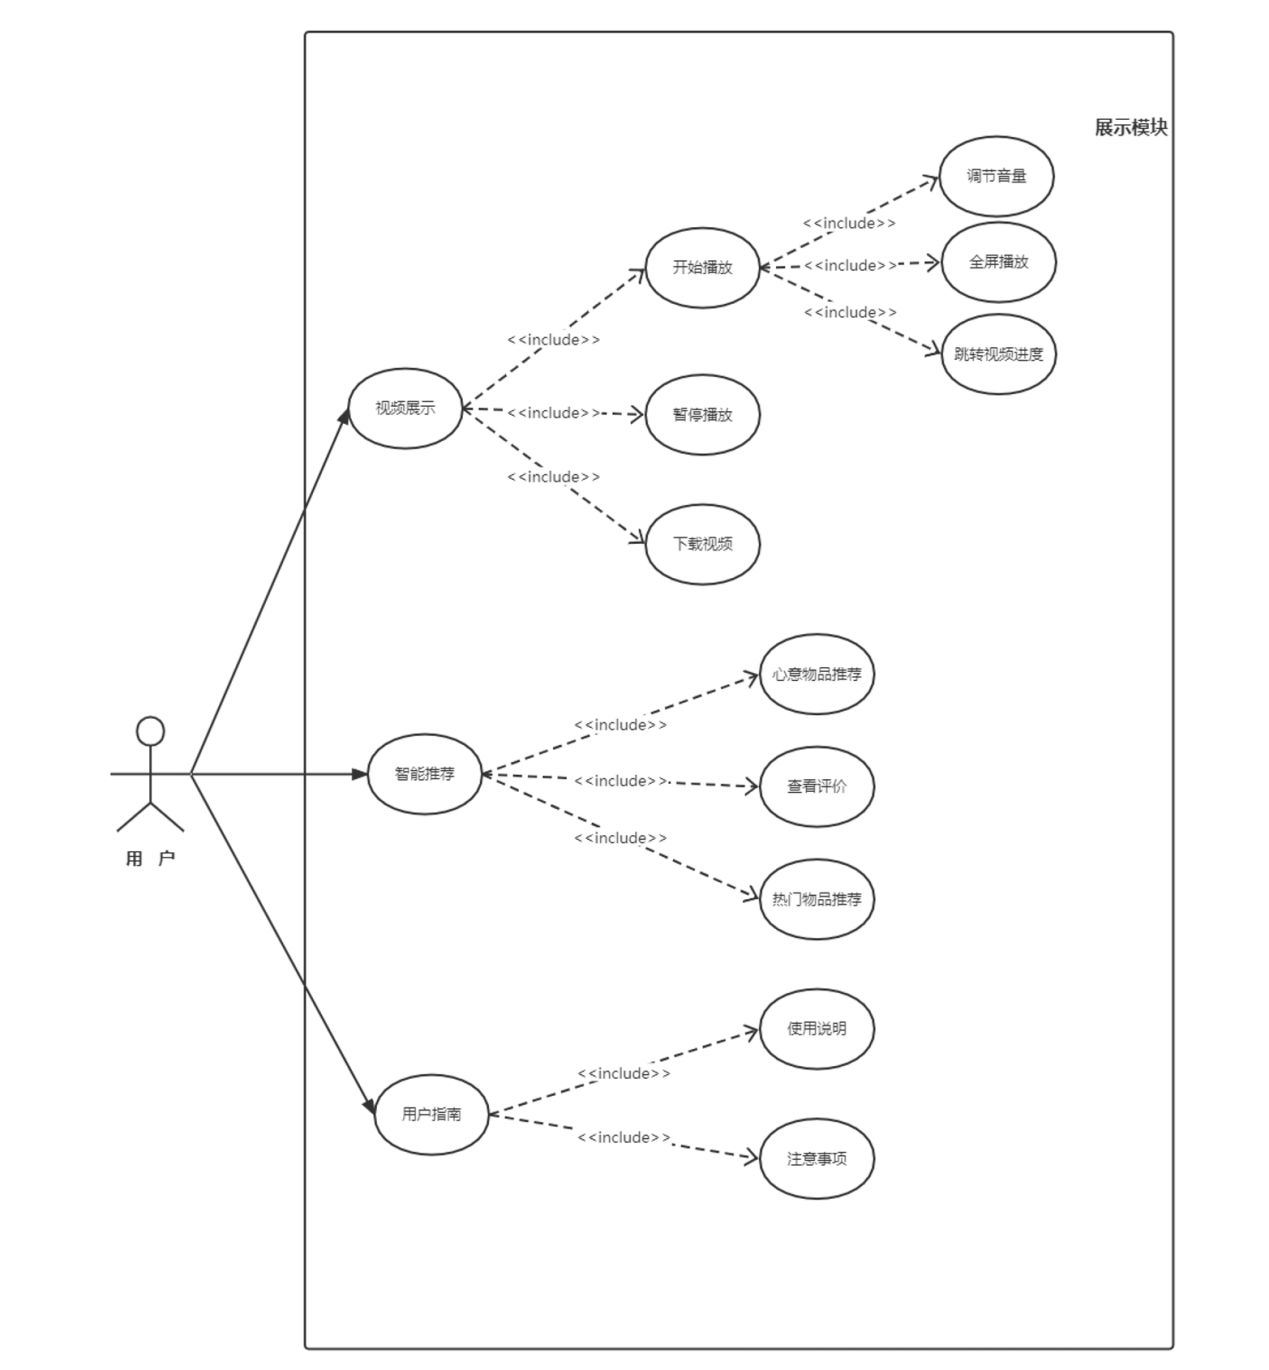 展示模块
调节音量
<<include>>
全屏播放
<<include>>
开始播放
<<include>>
跳转视频进度
<<include>>
视频展示
<<include>>
暂停播放
<<include>>
下载视频
心意物品推荐
<<include>>
智能推荐
<<include>>
查看评价
<<include>>
热门物品推荐
用 户
使用说明
<<include>>
用户指南
<<include>>
注意事项